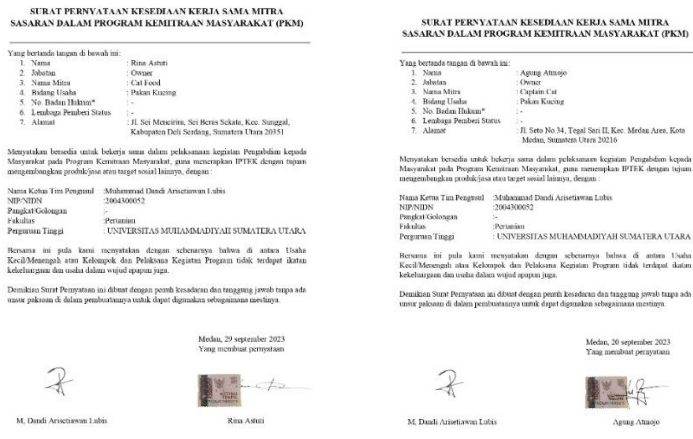 SURAT PERNYATAAN KESEDIAAN KERJA SAMA MITRA
SASARAN DALAM PROGRAM KEMITRAAN MASYARAKAT (PKM)
Yang bertanda tangan di bawah ini:
1. Nama : Rina Astuti
2. Jabatan : Owner
3. Nama Mitra : Cal Food
4. Bidang Usaha : Pakan Kucing
5. No. Badan Hukum* : -
6. Lembaga Pemberi Status : -
7. Alamat : Jl. Sei Mencirim, Sei Beras Sekata, Kec. Sunggal,
Kabupaten Deli Serdang, Sumatera Utara 20351
Menyatakan bersedia untuk bekerja sama dalam pelaksanaan kegiatan Pengabdian kepada
Masyarakat pada Program Kemitraan Masyarakat, guna menerapkan IPTEK dengan tujuan
mengembangkan produk/jasa atau target sosial lainnya, dengan :
Nama Ketua Tim Pengusul :Muhammad Dandi Arisetiawan Lubis
NIP/NIDN :2004300052
Pangkat/Golongan :-
Fakultas :Pertanian
Perguruan Tinggi : UNIVERSITAS MUHAMMADIYAH SUMATERA UTARA
Bersama ini pula kami menyatakan dengan sebenarnya bahwa di antara Usaha
Kecil/Menengah atau Kelompok dan Pelaksana Kegiatan Program tidak terdapat ikatan
kekeluargaan dan usaha dalam wujud apapun juga.
Demikian Surat Pernyataan ini dibuat dengan penuh kesadaran dan tanggung jawab tanpa ada
unsur paksaan di dalam pembuatannya untuk dapat digunakan sebagaimana mestinya.
Medan, 29 september 2023
Yang membuat pernyataan
M, Dandi Arisetiawan Lubis
Rina Astuti
SURAT PERNYATAAN KESEDIAAN KERJA SAMA MITRA
SASARAN DALAM PROGRAM KEMITRAAN MASYARAKAT (PKM)
Yang bertanda tangan di bawah ini:
1. Nama : Agung Atmojo
2. Jabatan : Owner
3. Nama Mitra : Captain Cat
4. Bidang Usaha : Pakan Kucing
5. No. Badan Hukum* : -
6. Lembaga Pemberi Status : -
7. Alamat : Jl. Seto No.34, Tegal Sari II, Kec. Medan Area, Kota
Medan, Sumatera Utara 20216
Menyatakan bersedia untuk bekerja sama dalam pelaksanaan kegiatan Pengabdian kepada
Masyarakat pada Program Kemitraan Masyarakat, guna menerapkan IPTEK dengan tujuan
mengembangkan produk/jasa atau target sosial lainnya, dengan :
Nama Ketua Tim Pengusul :Muhammad Dandi Arisetiawan Lubis
NIP/NIDN :2004300052
Pangkat/Golongan :-
Fakultas :Pertanian
Perguruan Tinggi : UNIVERSITAS MUHAMMADIYAH SUMATERA UTARA
Bersama ini pula kami menyatakan dengan sebenarnya bahwa di antara Usaha
Kecil/Menengah atau Kelompok dan Pelaksana Kegiatan Program tidak terdapat ikatan
kekeluargaan dan usaha dalam wujud apapun juga.
Demikian Surat Pernyataan ini dibuat dengan penuh kesadaran dan tanggung jawab tanpa ada
unsur paksaan di dalam pembuatannya untuk dapat digunakan sebagaimana mestinya.
Medan, 20 september 2023
Yang membuat pernyataan
M, Dandi Arisetiawan Lubis
Agung Atmojo